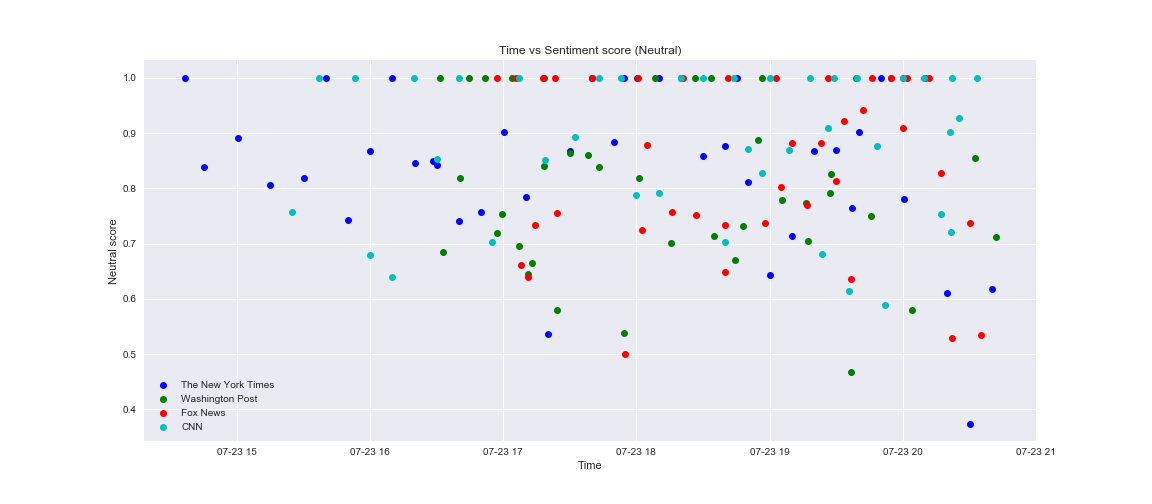 Time vs Sentiment score (Neutral)
1.0
0.9
0.8
0.7
0.6
0.5
0.4
Neutral score
The New York Times
Washington Post
Fox News
CNN
07-23 15 07-23 16 07-23 17 07-23 18 07-23 19 07-23 20 07-23 21
Time